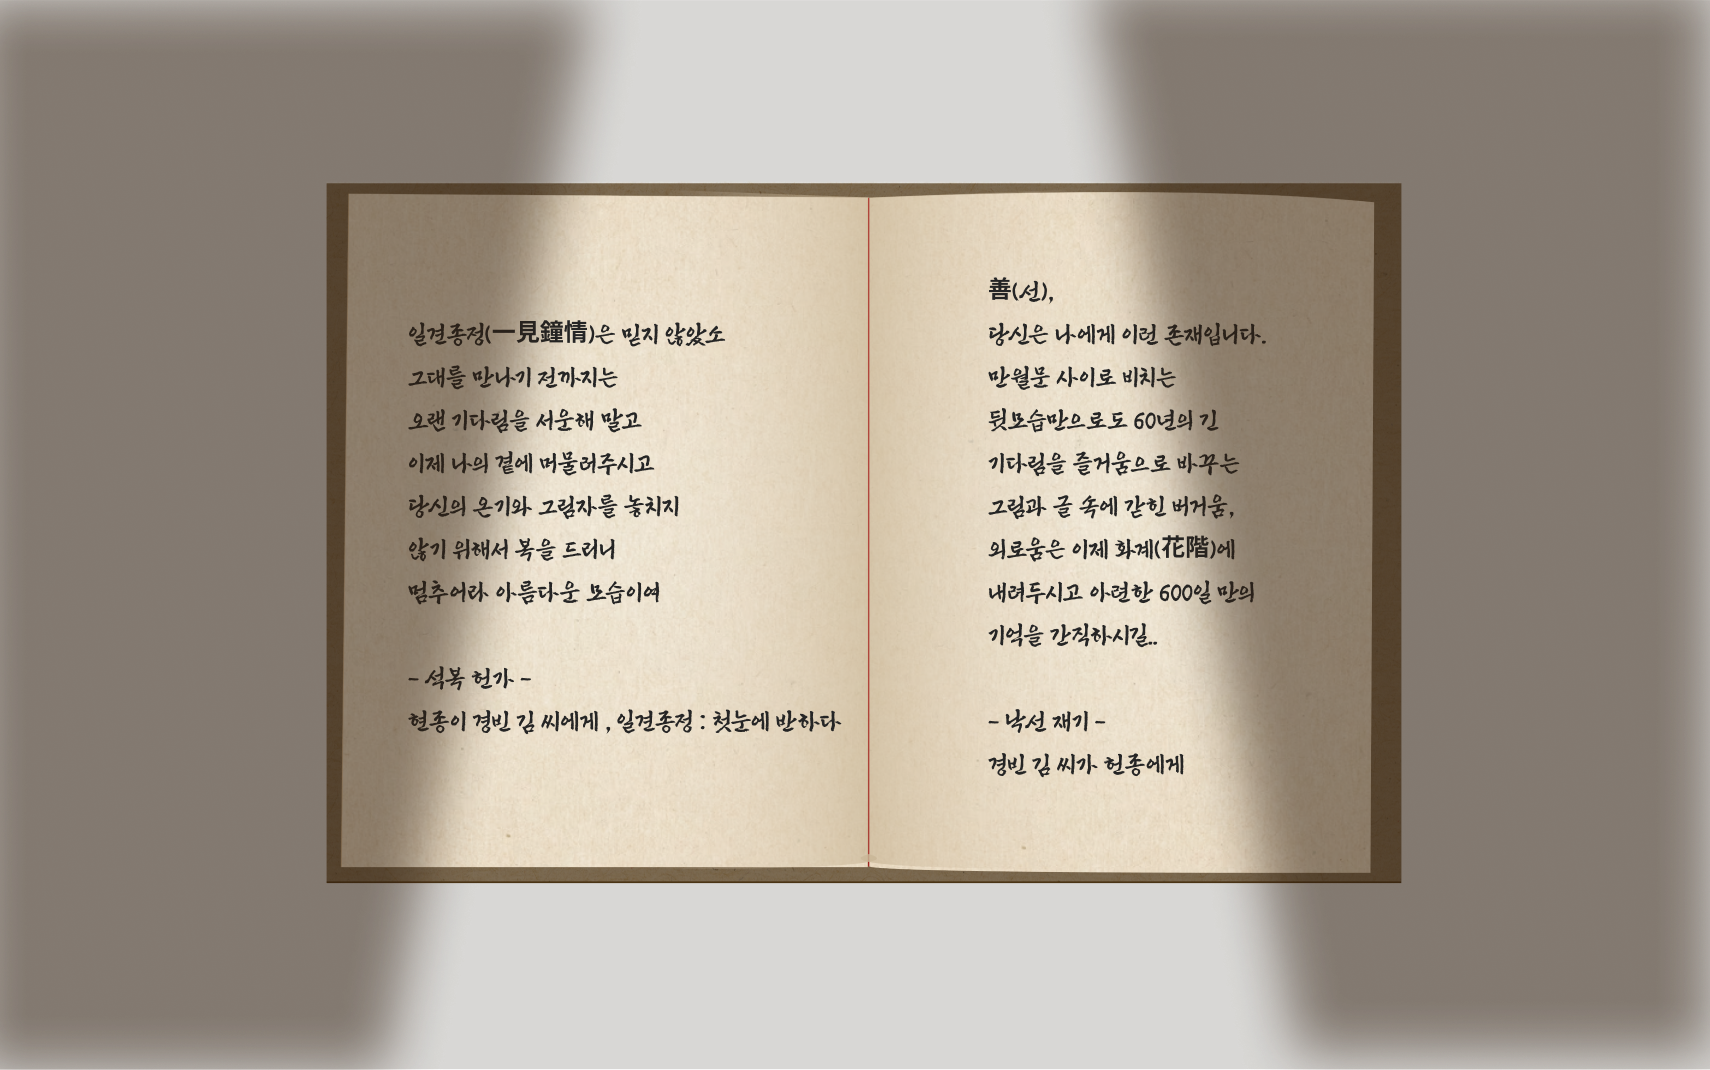 일견종정(一見鐘情)은 믿지 않았소
그대를 만나기 전까지는
오랜 기다림을 서운해 말고
이제 나의 곁에 머물러주시고
당신의 온기와 그림자를 놓치지
않기 위해서 복을 드리니
멈추어라 아름다운 모습이여
- 석복 헌가 -
현종이 경빈 김 씨에게 , 일견종정 : 첫눈에 반하다
善(선),
당신은 나에게 이런 존재입니다.
만월문 사이로 비치는
뒷모습만으로도 60년의 긴
기다림을 즐거움으로 바꾸는
그림과 글 속에 갇힌 버거움,
외로움은 이제 화계(花階)에
내려두시고 아련한 600일 만의
기억을 간직하시길..
- 낙선 재기 -
경빈 김 씨가 헌종에게